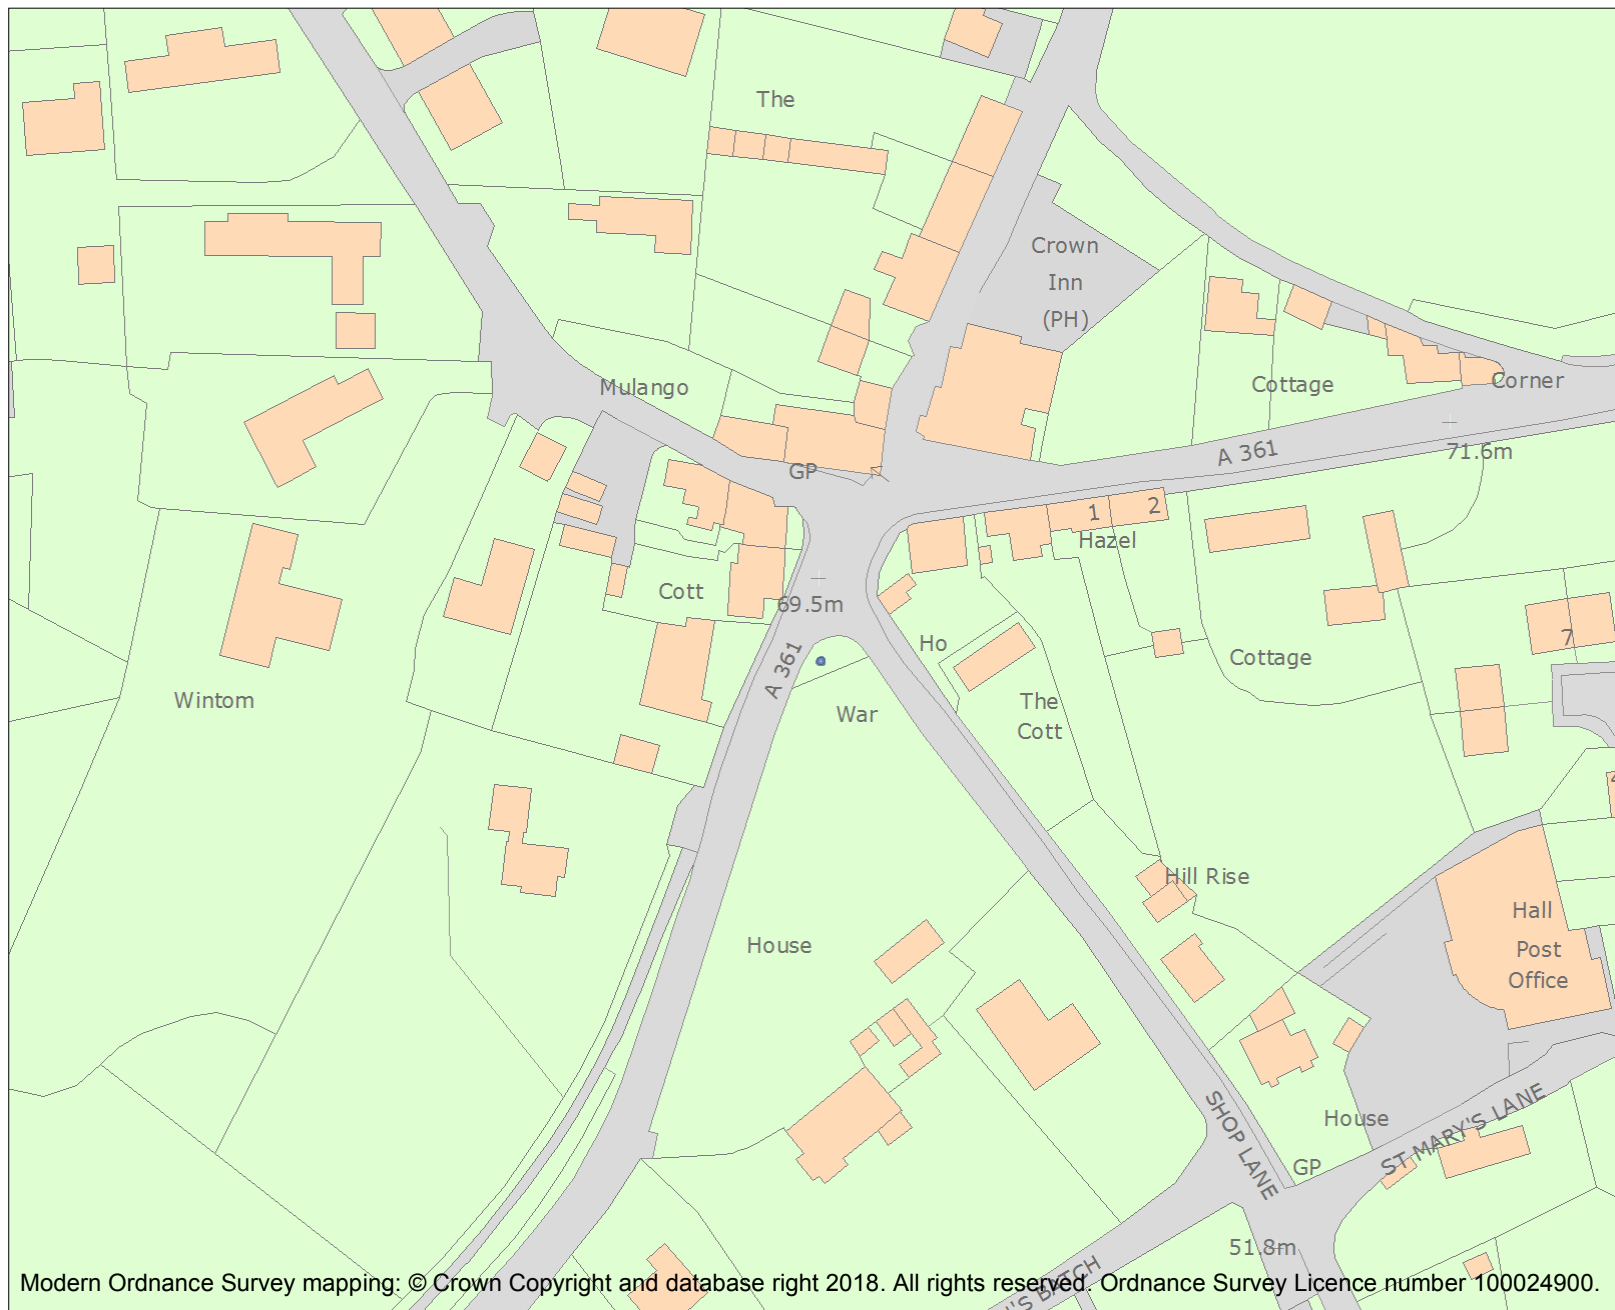 The
Crown
Inn
(PH)
Mulango
Cottage
Corner
A 361
71.6m
GP
1
2
Hazel
Cott
69.5m
7
Ho
Cottage
A 361
Wintom
The
Cott
War
Hill Rise
Hall
Post
Office
House
SHOP LANE
House
ST MARY'S LANE
GP
51.8m
'S BATCH
Modern Ordnance Survey mapping: © Crown Copyright and database right 2018. All rights reserved. Ordnance Survey Licence number 100024900.